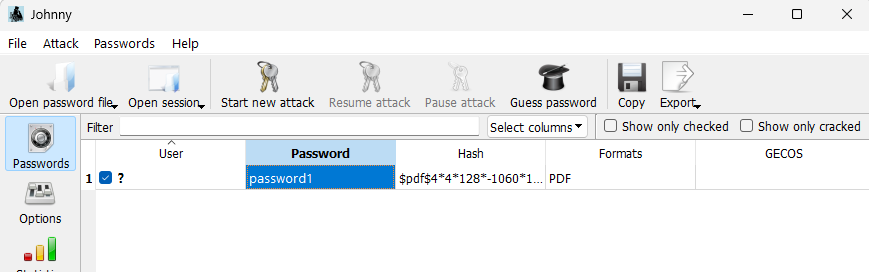 Johnny
File Attack Passwords Help
Open password file Open session Start new attack Resume attack Pause attack Guess password Copy Export
Passwords Filter Select columns Show only checked Show only cracked
User Password Hash Formats GECOS
1 ? password1 $pdf$4*4*128*-1060*1... PDF
Options